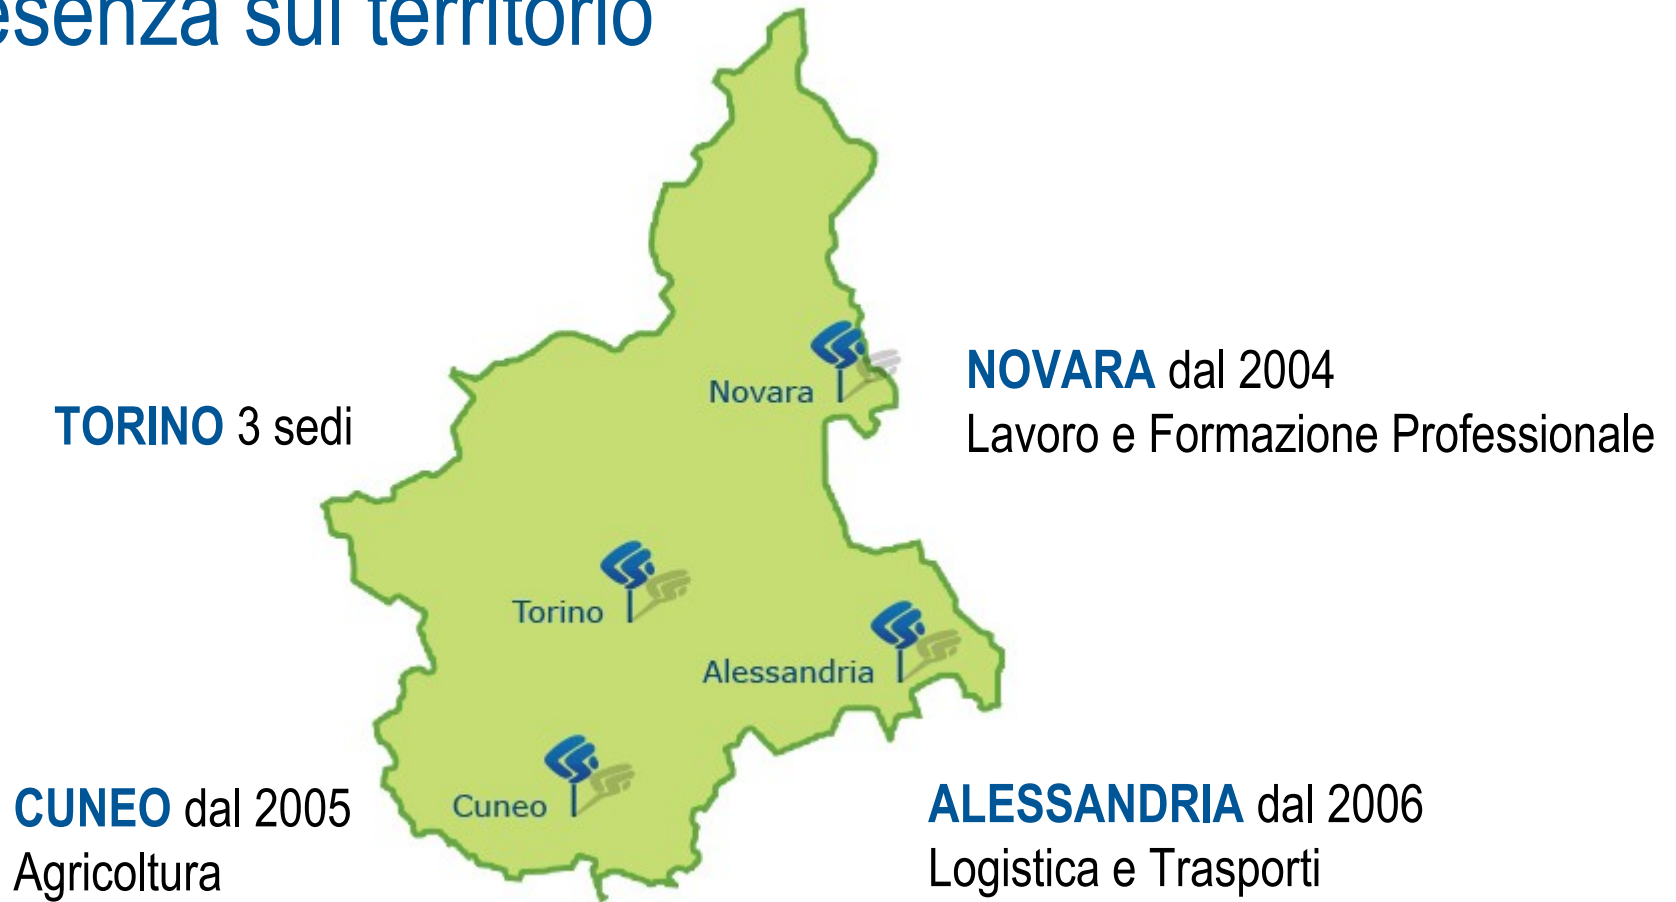 esenza sul territorio
NOVARA dal 2004
Lavoro e Formazione Professionale
Novara
TORINO 3 sedi
Torino
Alessandria
Cuneo
CUNEO dal 2005
Agricoltura
ALESSANDRIA dal 2006
Logistica e Trasporti